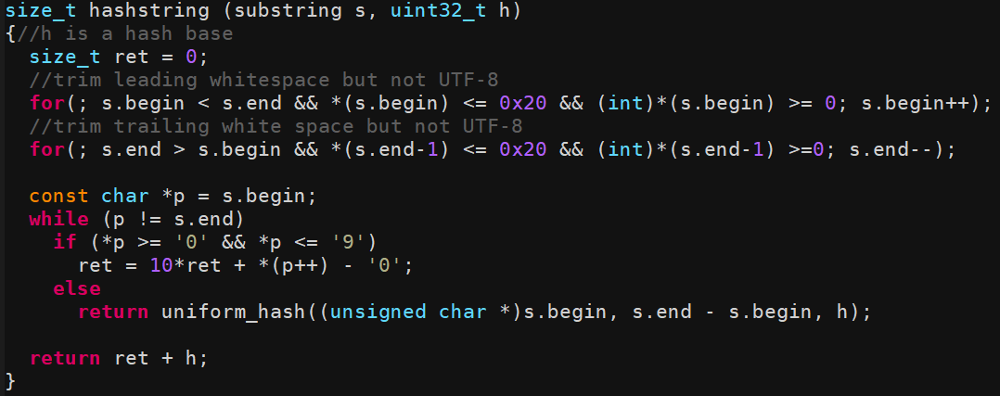 size_t hashstring (substring s, uint32_t h)
{//h is a hash base
  size_t ret = 0;
  //trim leading whitespace but not UTF-8
  for(; s.begin < s.end && *(s.begin) <= 0x20 && (int)*(s.begin) >= 0; s.begin++);
  //trim trailing white space but not UTF-8
  for(; s.end > s.begin && *(s.end-1) <= 0x20 && (int)*(s.end-1) >=0; s.end--);

  const char *p = s.begin;
  while (p != s.end)
    if (*p >= '0' && *p <= '9')
      ret = 10*ret + *(p++) - '0';
    else
      return uniform_hash((unsigned char *)s.begin, s.end - s.begin, h);

  return ret + h;
}